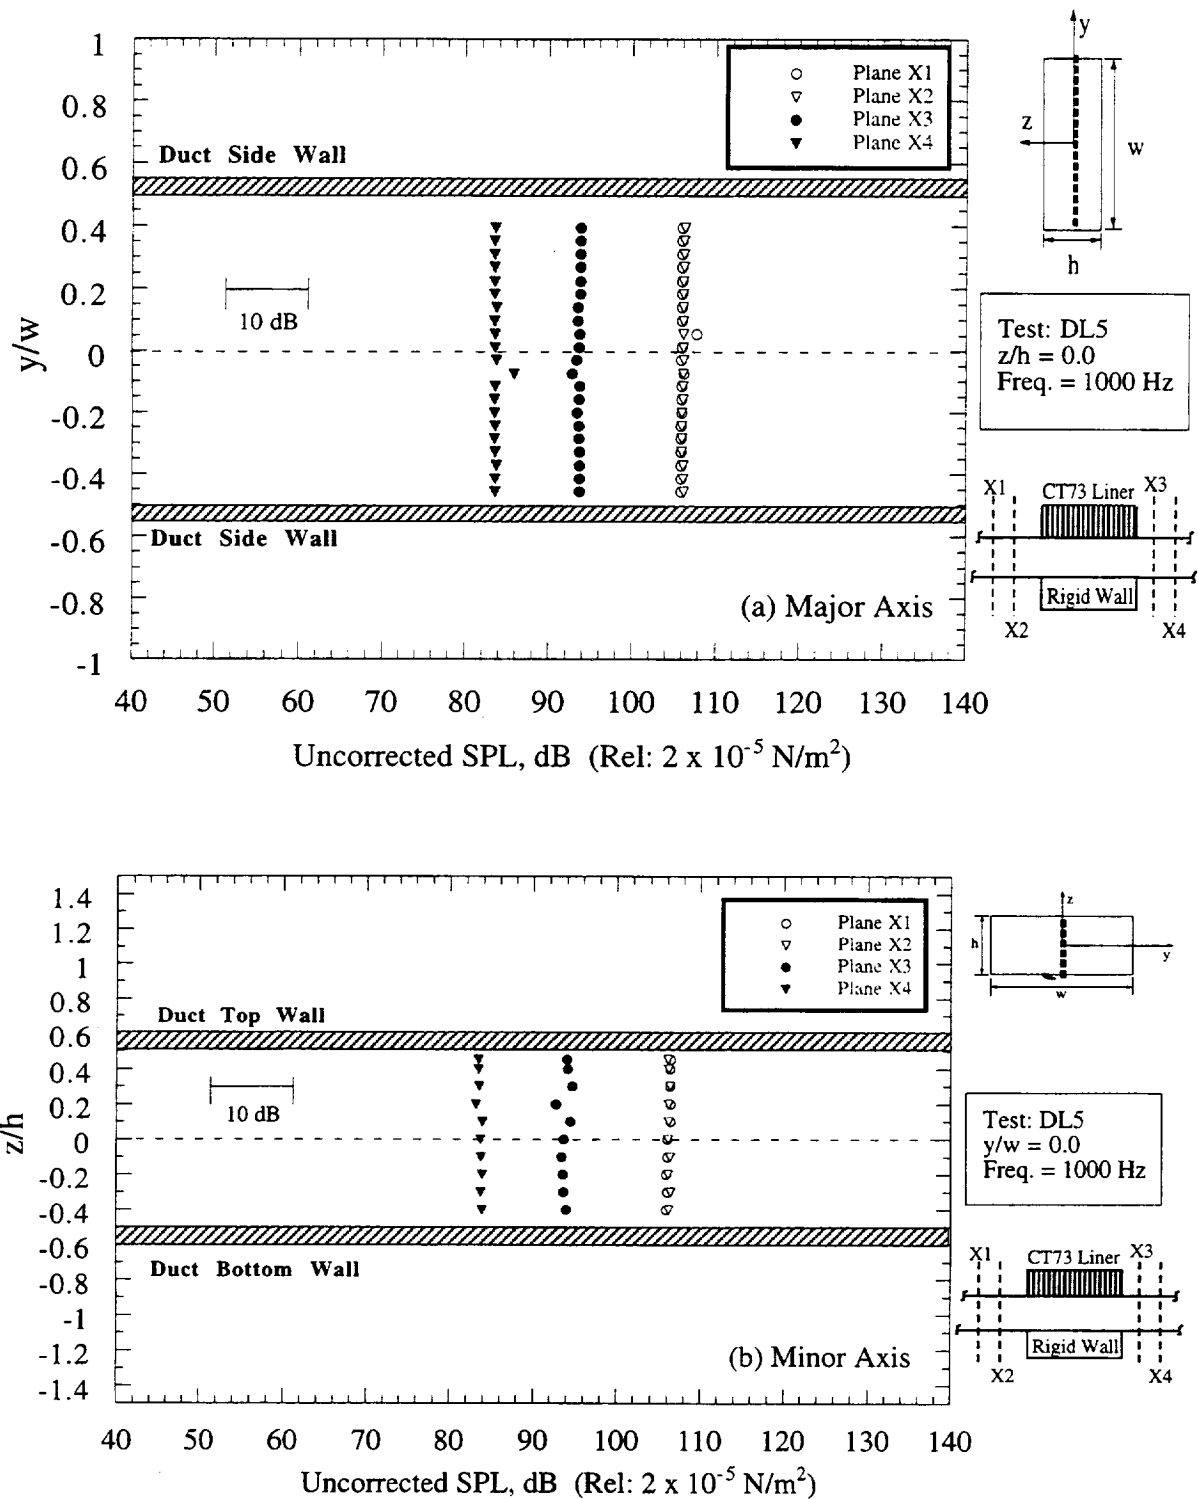 1
0.8
0.6
0.4
0.2
0
-0.2
-0.4
-0.6
-0.8
-1
y/w
Plane X1
Plane X2
Plane X3
Plane X4
Duct Side Wall
10 dB
Duct Side Wall
(a) Major Axis
40 50 60 70 80 90 100 110 120 130 140
Uncorrected SPL, dB (Rel: 2 x 10⁻⁵ N/m²)
y
z
w
h
Test: DL5
z/h = 0.0
Freq. = 1000 Hz
X1 CT73 Liner X3
Rigid Wall
X2 X4
1.4
1.2
1
0.8
0.6
0.4
0.2
0
-0.2
-0.4
-0.6
-0.8
-1
-1.2
-1.4
z/h
Plane X1
Plane X2
Plane X3
Plane X4
Duct Top Wall
10 dB
Duct Bottom Wall
(b) Minor Axis
40 50 60 70 80 90 100 110 120 130 140
Uncorrected SPL, dB (Rel: 2 x 10⁻⁵ N/m²)
z
h
y
w
Test: DL5
y/w = 0.0
Freq. = 1000 Hz
X1 CT73 Liner X3
Rigid Wall
X2 X4